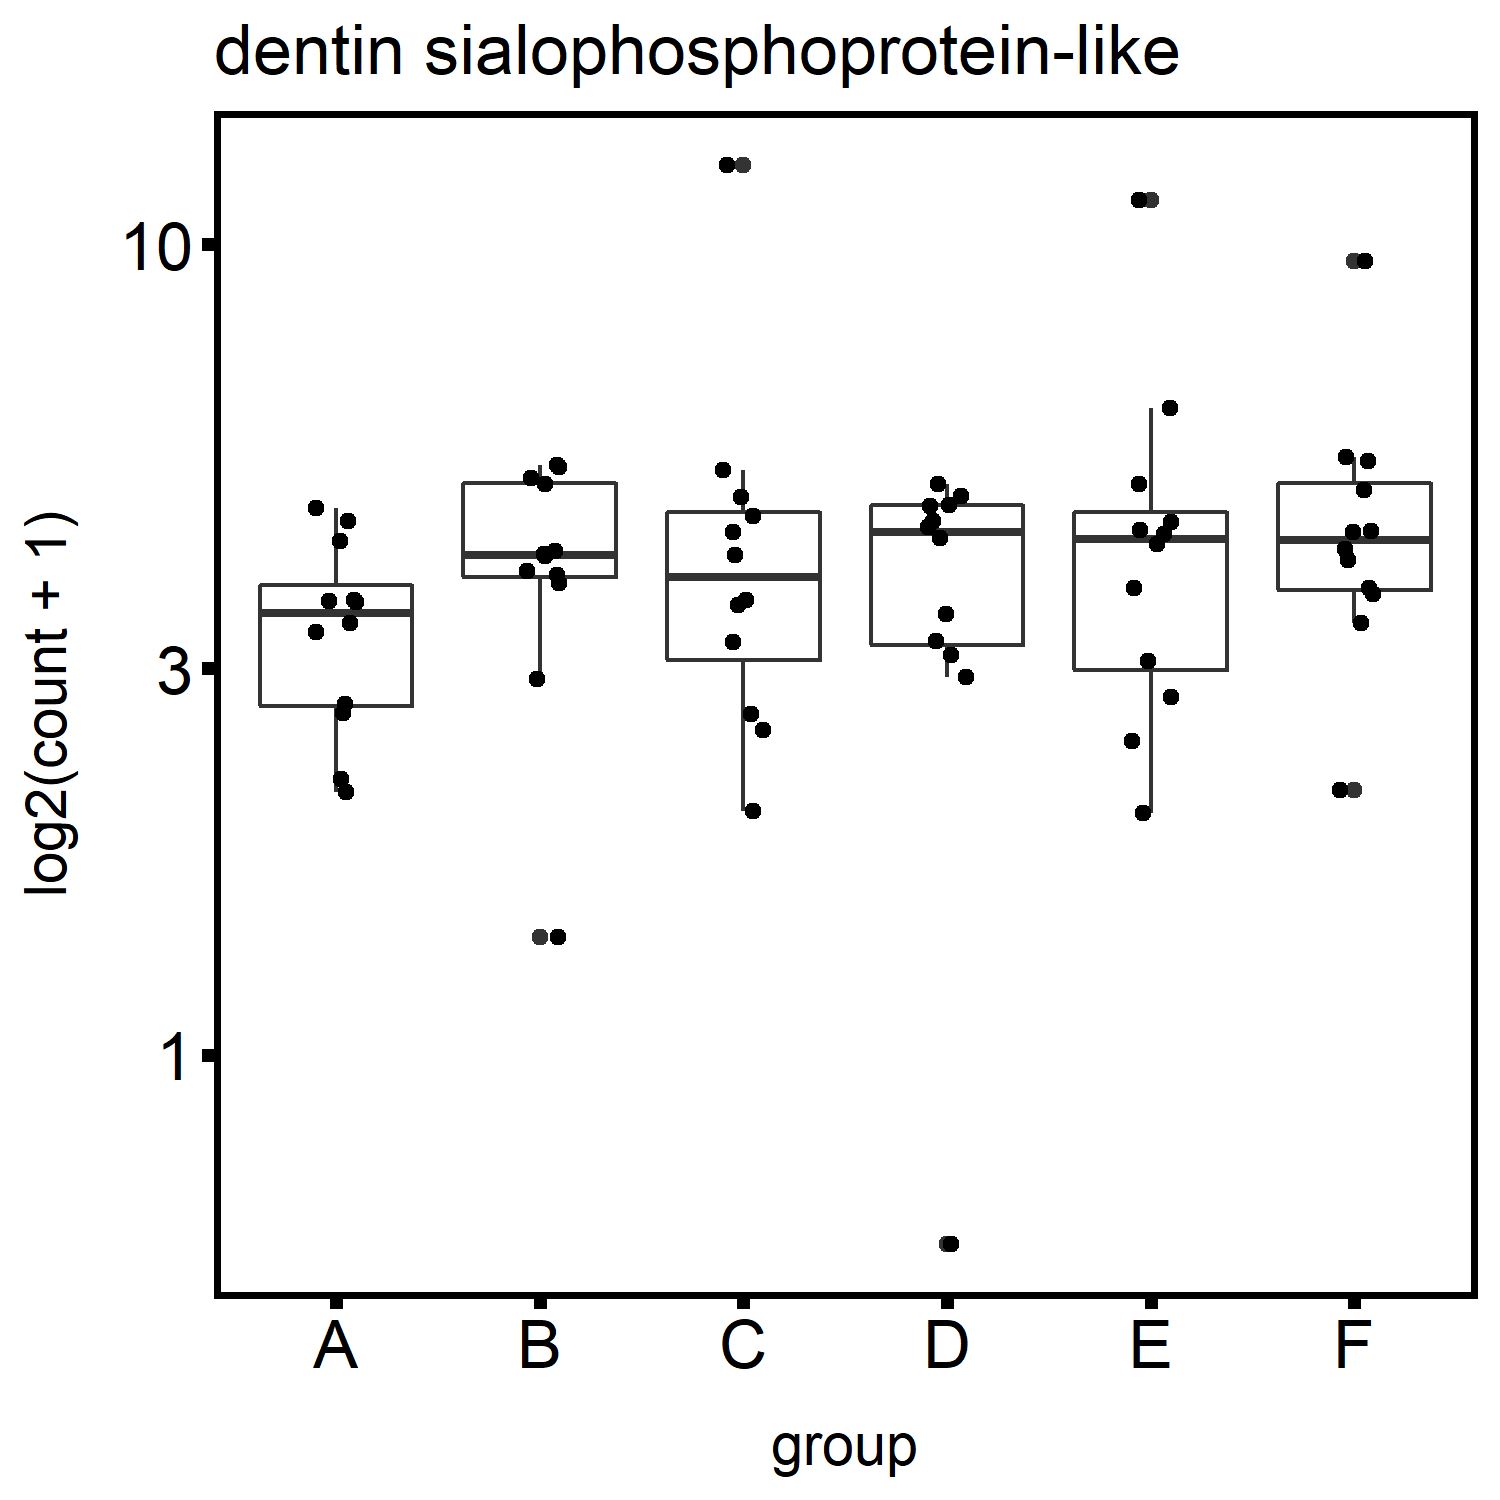 dentin sialophosphoprotein-like
log2(count + 1)
10
3
1
A B C D E F
group